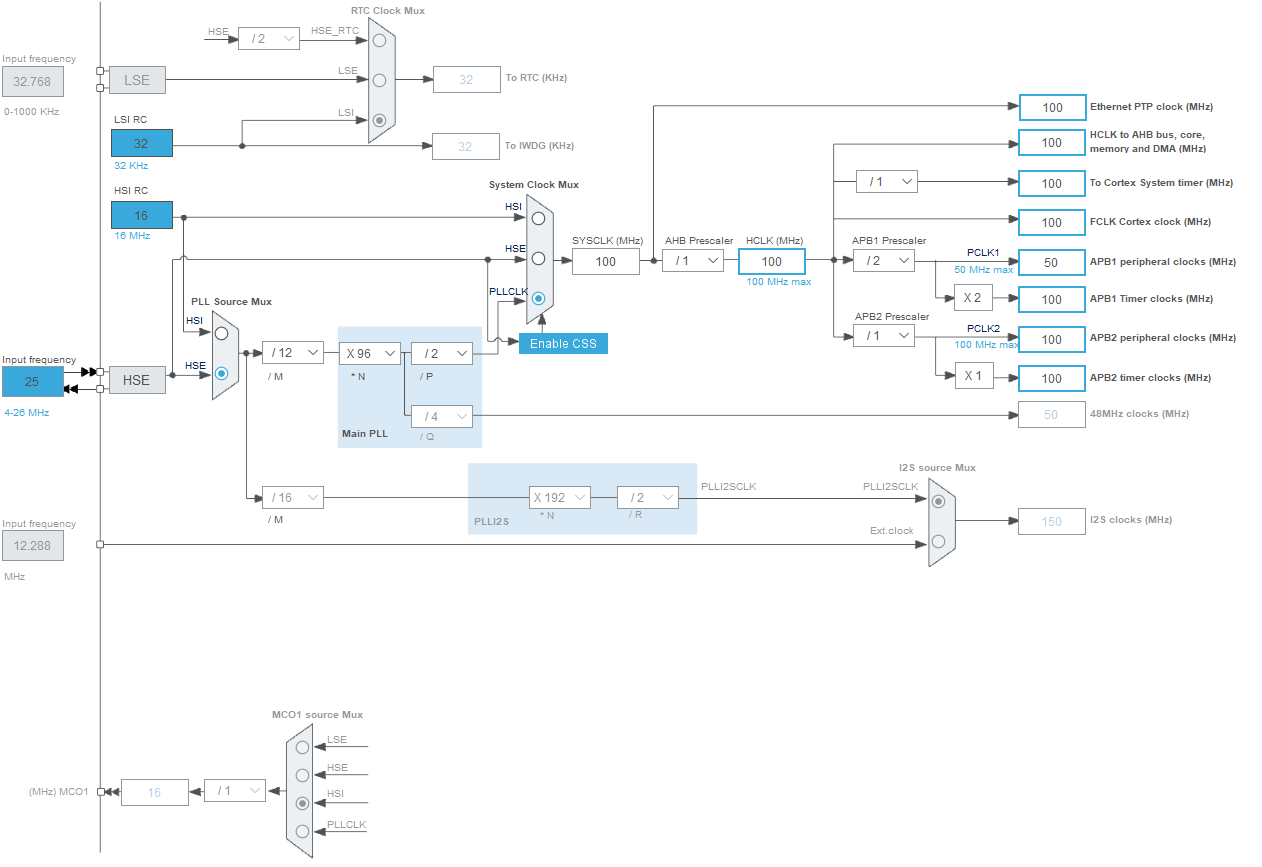 RTC Clock Mux
HSE
/ 2
HSE_RTC
Input frequency
32.768
0-1000 KHz
LSE
LSE
32
To RTC (KHz)
LSI RC
32
32 KHz
LSI
32
To IWDG (KHz)
HSI RC
16
16 MHz
System Clock Mux
HSI
HSE
PLLCLK
SYSCLK (MHz)
100
AHB Prescaler
/ 1
HCLK (MHz)
100
100 MHz max
100
Ethernet PTP clock (MHz)
100
HCLK to AHB bus, core,
memory and DMA (MHz)
/ 1
100
To Cortex System timer (MHz)
100
FCLK Cortex clock (MHz)
APB1 Prescaler
/ 2
PCLK1
50 MHz max
50
APB1 peripheral clocks (MHz)
X 2
100
APB1 Timer clocks (MHz)
APB2 Prescaler
/ 1
PCLK2
100 MHz max
100
APB2 peripheral clocks (MHz)
X 1
100
APB2 timer clocks (MHz)
PLL Source Mux
HSI
HSE
Input frequency
25
4-26 MHz
HSE
/ 12
/ M
X 96
* N
/ 2
/ P
Enable CSS
/ 4
/ Q
Main PLL
50
48MHz clocks (MHz)
/ 16
/ M
X 192
* N
/ 2
/ R
PLLI2S
PLLI2SCLK
I2S source Mux
PLLI2SCLK
Ext.clock
150
I2S clocks (MHz)
Input frequency
12.288
MHz
MCO1 source Mux
LSE
HSE
HSI
PLLCLK
(MHz) MCO1
16
/ 1